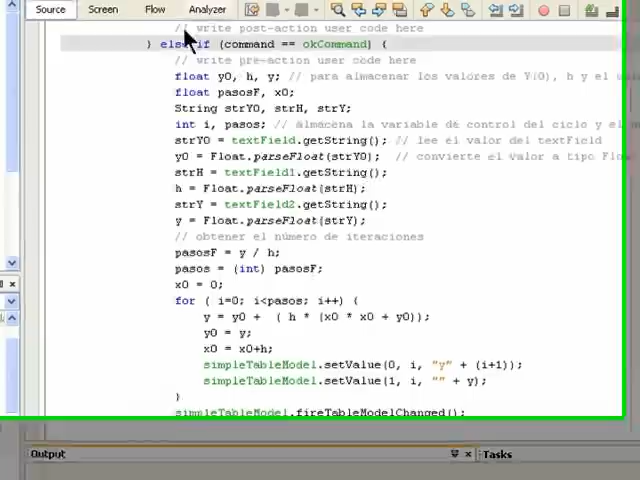 Source Screen Flow Analyzer
// write post-action user code here
} else if (command == okCommand) {
// write pre-action user code here
float y0, h, y; // para almacenar los valores de Y(0), h y el
float pasosF, x0;
String strY0, strH, strY;
int i, pasos; // almacena la variable de control del ciclo y el
strY0 = textField.getString(); // lee el valor del textField
y0 = Float.parseFloat(strY0); // convierte el valor a tipo Float
strH = textField1.getString();
h = Float.parseFloat(strH);
strY = textField2.getString();
y = Float.parseFloat(strY);
// obtener el número de iteraciones
pasosF = y / h;
pasos = (int) pasosF;
x0 = 0;
for ( i=0; i<pasos; i++) {
y = y0 + ( h * (x0 * x0 + y0));
y0 = y;
x0 = x0+h;
simpleTableModel.setValue(0, i, "y" + (i+1));
simpleTableModel.setValue(1, i, "" + y);
}
simpleTableModel.fireTableModelChanged();
Output Tasks